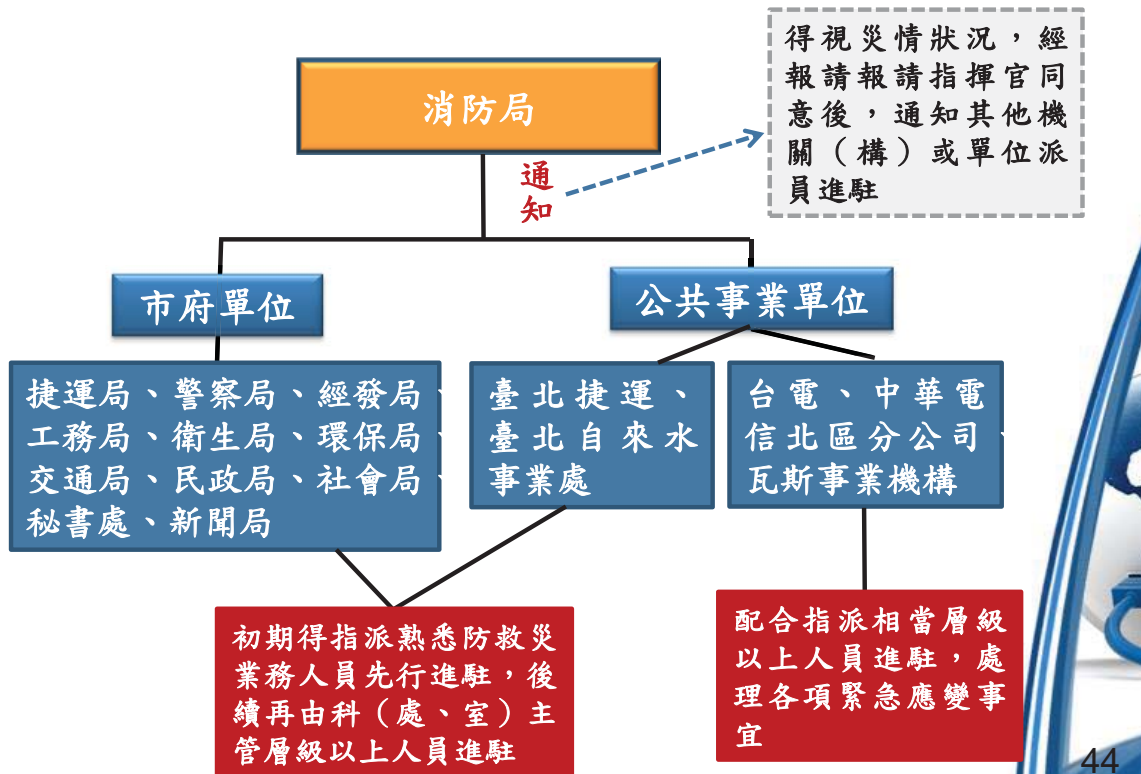 消防局
通
知
得視災情狀況，經
報請報請指揮官同
意後，通知其他機
關（構）或單位派
員進駐
市府單位
公共事業單位
捷運局、警察局、經發局、
工務局、衛生局、環保局、
交通局、民政局、社會局、
秘書處、新聞局
臺北捷運、
臺北自來水
事業處
台電、中華電
信北區分公司、
瓦斯事業機構
初期得指派熟悉防救災
業務人員先行進駐，後
續再由科（處、室）主
管層級以上人員進駐
配合指派相當層級
以上人員進駐，處
理各項緊急應變事
宜
44